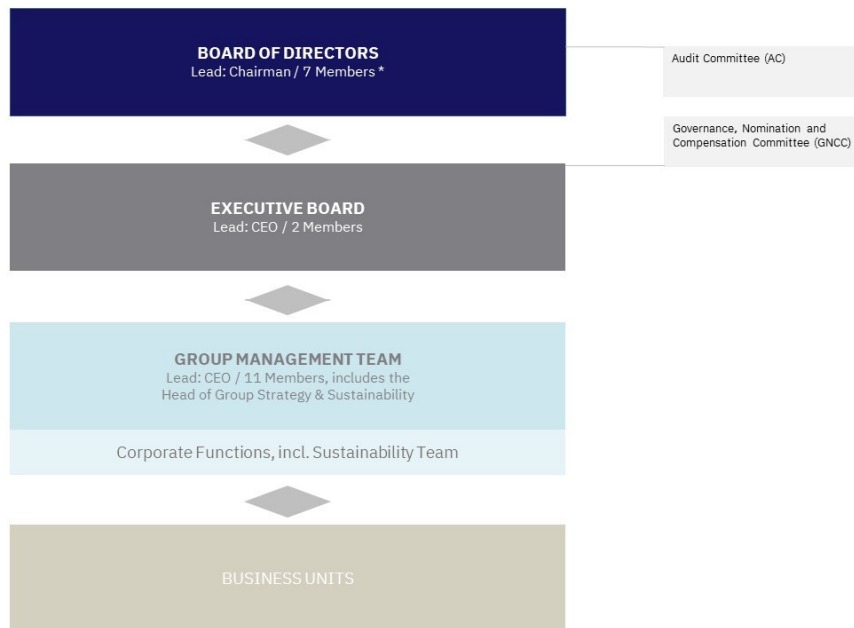 BOARD OF DIRECTORS
Lead: Chairman / 7 Members *
Audit Committee (AC)
Governance, Nomination and
Compensation Committee (GNCC)
EXECUTIVE BOARD
Lead: CEO / 2 Members
GROUP MANAGEMENT TEAM
Lead: CEO / 11 Members, includes the
Head of Group Strategy & Sustainability
Corporate Functions, incl. Sustainability Team
BUSINESS UNITS